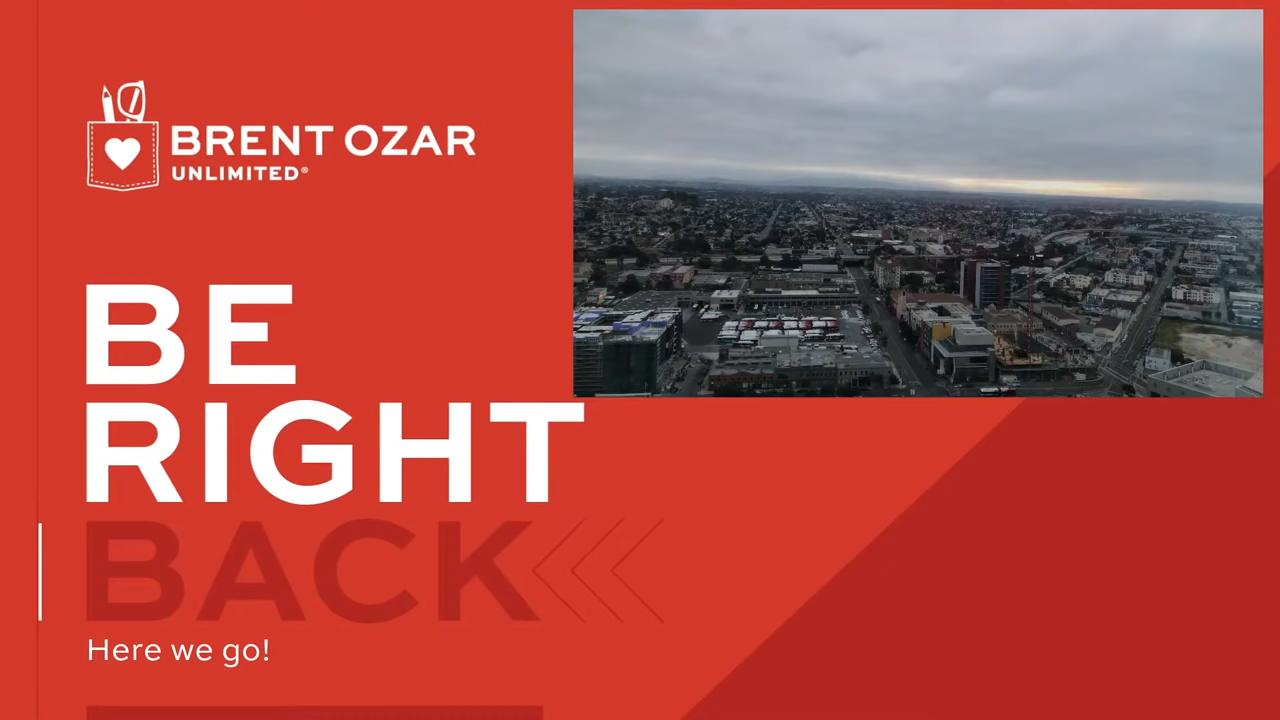 BRENT OZAR
UNLIMITED®
BE
RIGHT
BACK
Here we go!